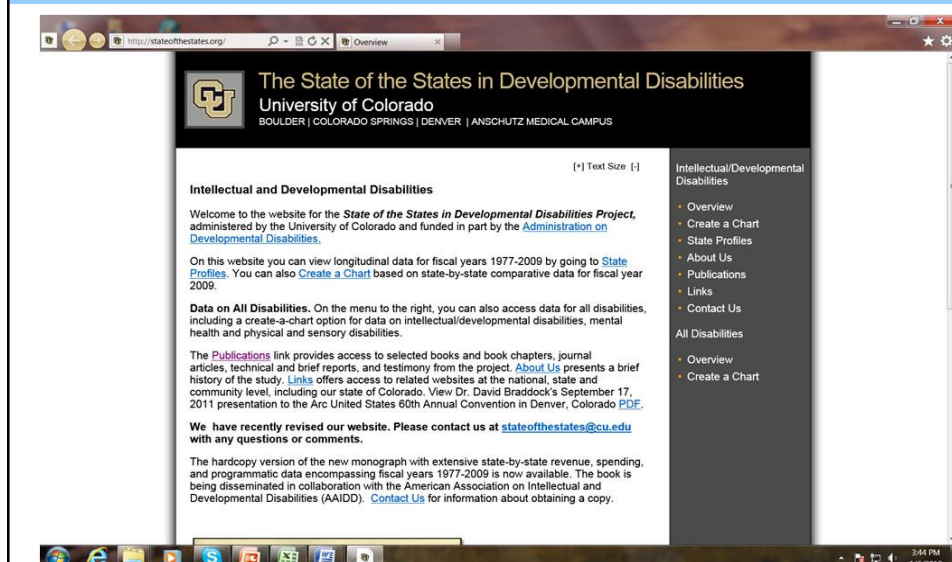 http://stateofthestates.org/
Overview
The State of the States in Developmental Disabilities
University of Colorado
BOULDER | COLORADO SPRINGS | DENVER | ANSCHUTZ MEDICAL CAMPUS
[+] Text Size [-]
Intellectual and Developmental Disabilities
Welcome to the website for the State of the States in Developmental Disabilities Project,
administered by the University of Colorado and funded in part by the Administration on
Developmental Disabilities.
On this website you can view longitudinal data for fiscal years 1977-2009 by going to State
Profiles. You can also Create a Chart based on state-by-state comparative data for fiscal year
2009.
Data on All Disabilities. On the menu to the right, you can also access data for all disabilities,
including a create-a-chart option for data on intellectual/developmental disabilities, mental
health and physical and sensory disabilities.
The Publications link provides access to selected books and book chapters, journal
articles, technical and brief reports, and testimony from the project. About Us presents a brief
history of the study. Links offers access to related websites at the national, state and
community level, including our state of Colorado. View Dr. David Braddock's September 17,
2011 presentation to the Arc United States 60th Annual Convention in Denver, Colorado PDF.
We have recently revised our website. Please contact us at stateofthestates@cu.edu
with any questions or comments.
The hardcopy version of the new monograph with extensive state-by-state revenue, spending,
and programmatic data encompassing fiscal years 1977-2009 is now available. The book is
being disseminated in collaboration with the American Association on Intellectual and
Developmental Disabilities (AAIDD). Contact Us for information about obtaining a copy.
Intellectual/Developmental
Disabilities
• Overview
• Create a Chart
• State Profiles
• About Us
• Publications
• Links
• Contact Us
All Disabilities
• Overview
• Create a Chart
3:44 PM